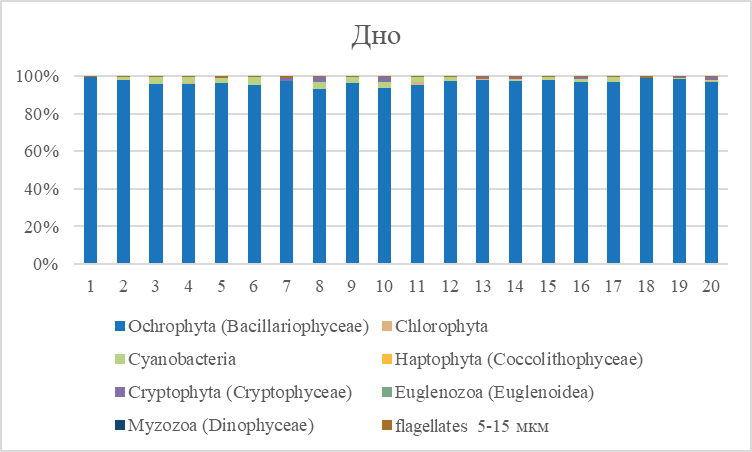 Дно
100%
80%
60%
40%
20%
0%
1 2 3 4 5 6 7 8 9 10 11 12 13 14 15 16 17 18 19 20
Ochrophyta (Bacillariophyceae) Chlorophyta
Cyanobacteria Haptophyta (Coccolithophyceae)
Cryptophyta (Cryptophyceae) Euglenozoa (Euglenoidea)
Myzozoa (Dinophyceae) flagellates 5-15 мкм